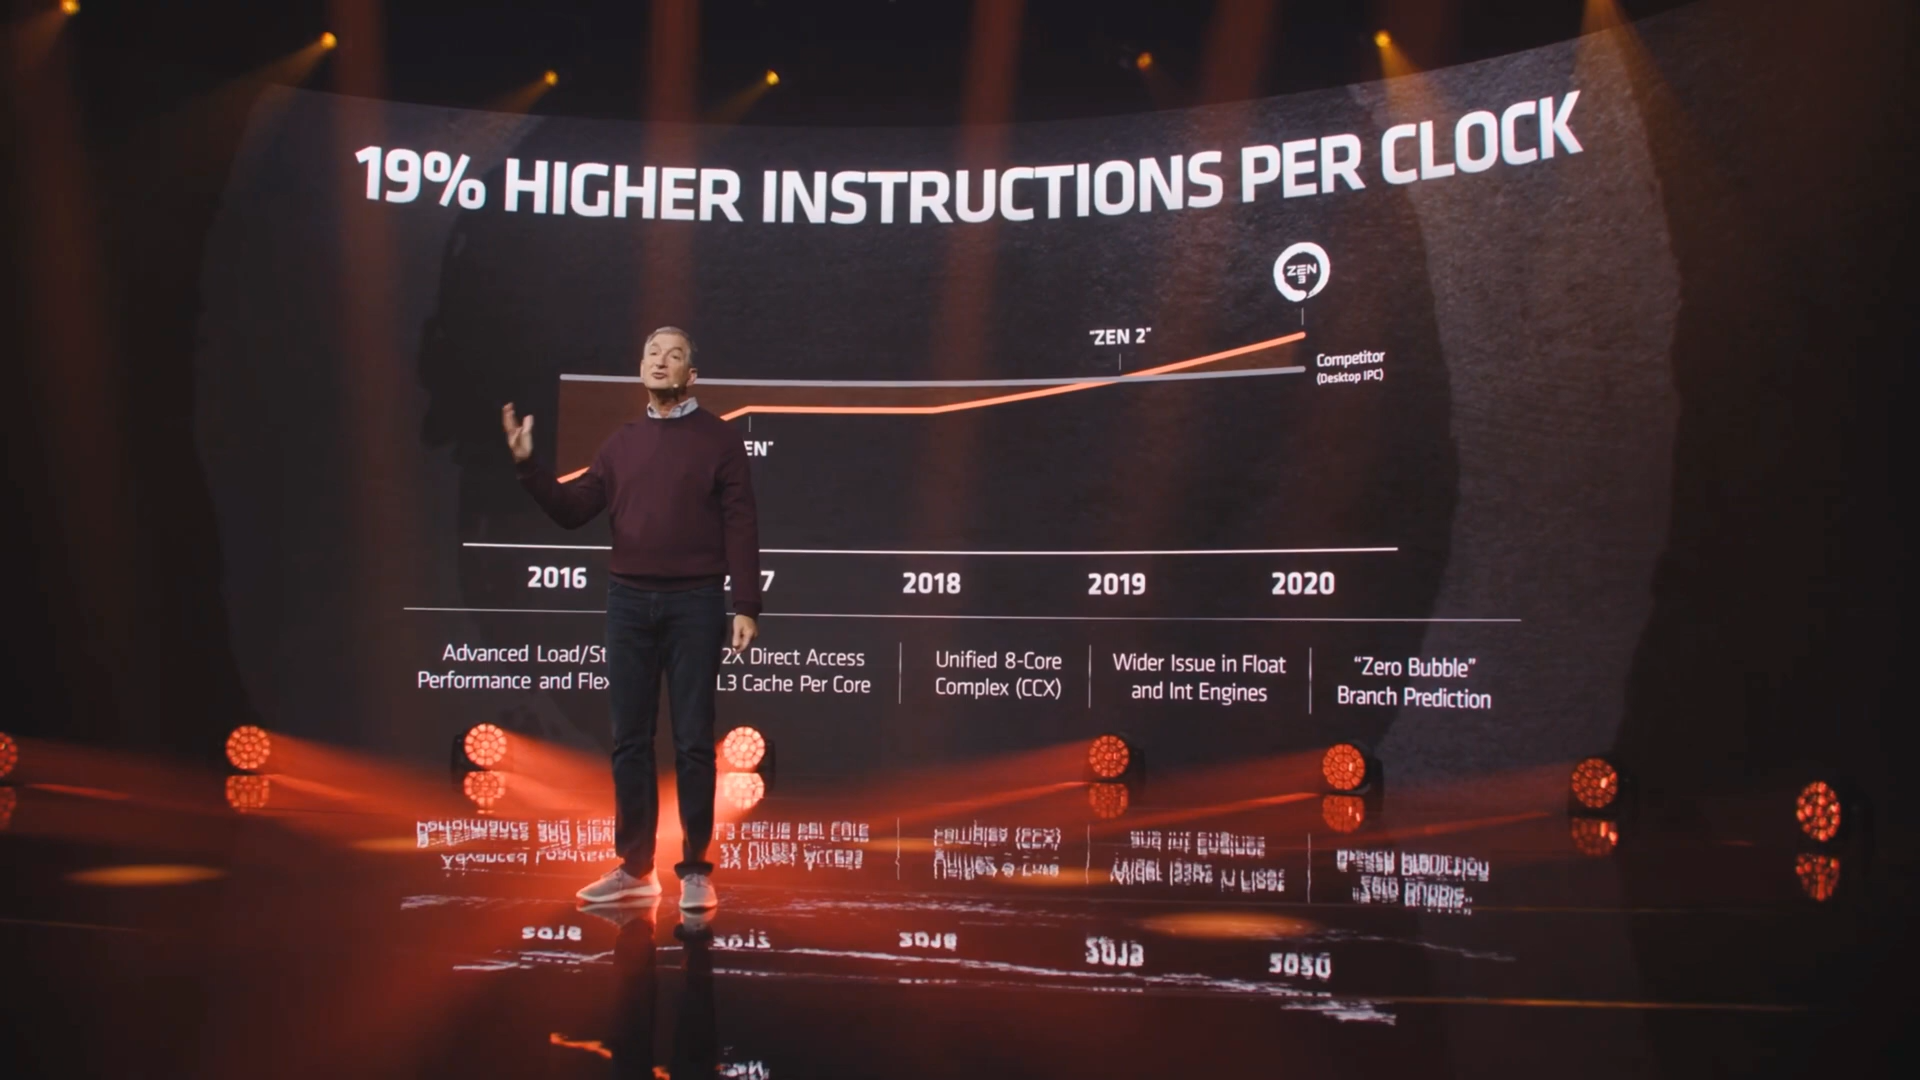 19% HIGHER INSTRUCTIONS PER CLOCK
ZEN
3
"ZEN 2"
Competitor
(Desktop IPC)
EN"
2016
7
2018
2019
2020
Advanced Load/St
Performance and Flex
2X Direct Access
L3 Cache Per Core
Unified 8-Core
Complex (CCX)
Wider Issue in Float
and Int Engines
“Zero Bubble”
Branch Prediction